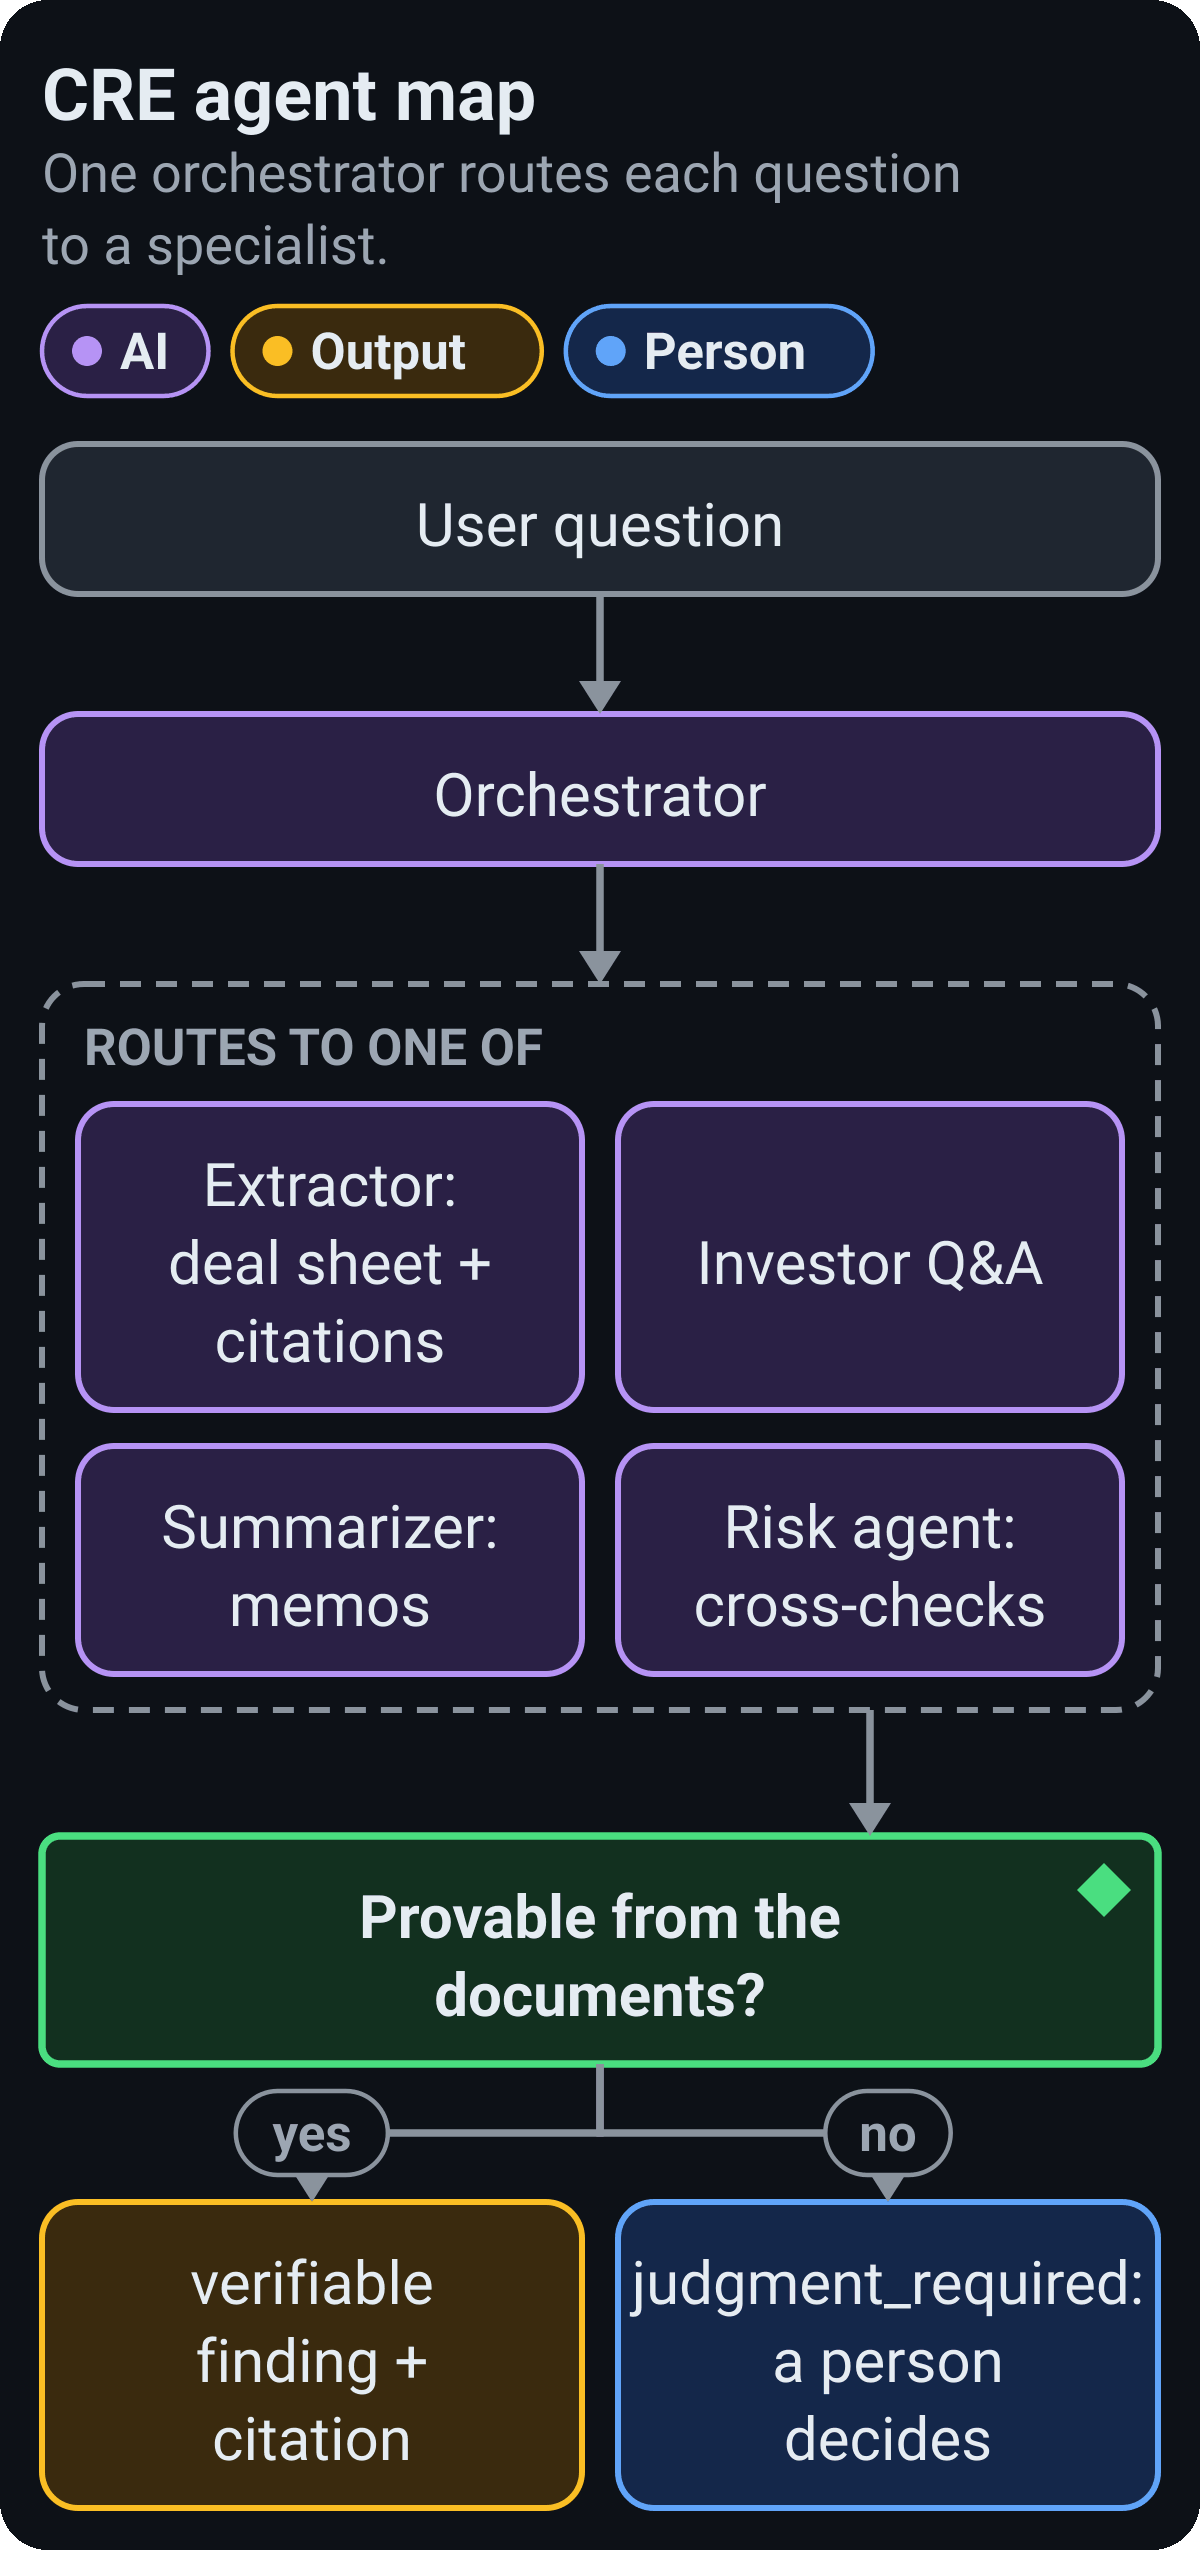 CRE agent map
One orchestrator routes each question
to a specialist.
AI
Output
Person
User question
Orchestrator
ROUTES TO ONE OF
Extractor:
deal sheet +
citations
Investor Q&A
Summarizer:
memos
Risk agent:
cross-checks
Provable from the
documents?
yes
no
verifiable
finding +
citation
judgment_required:
a person
decides